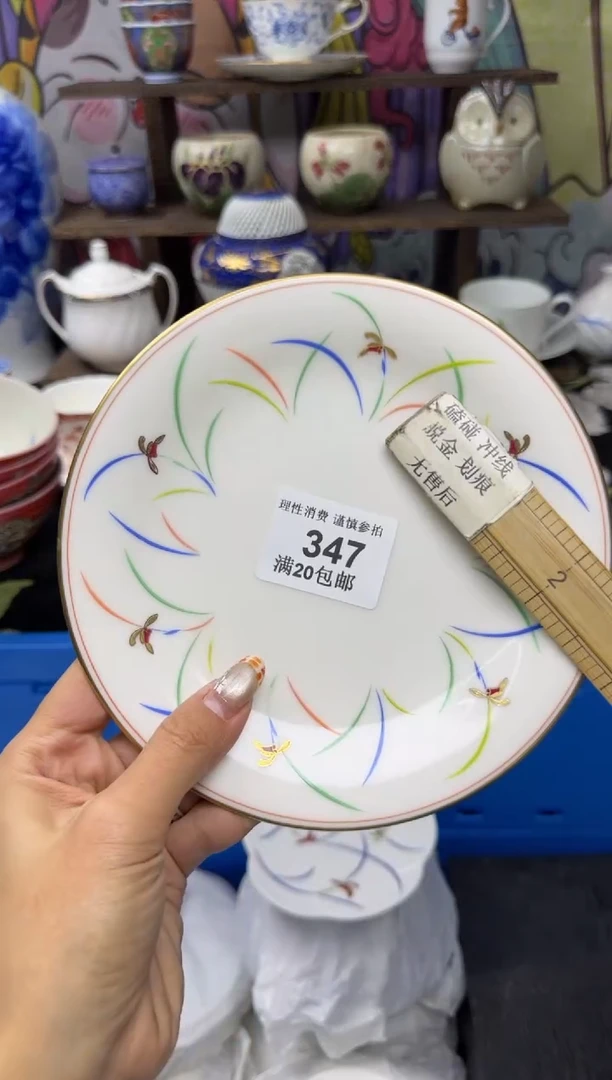 磕碰 冲线
脱金 划痕
无售后
理性消费 谨慎参拍
347
满20包邮
2